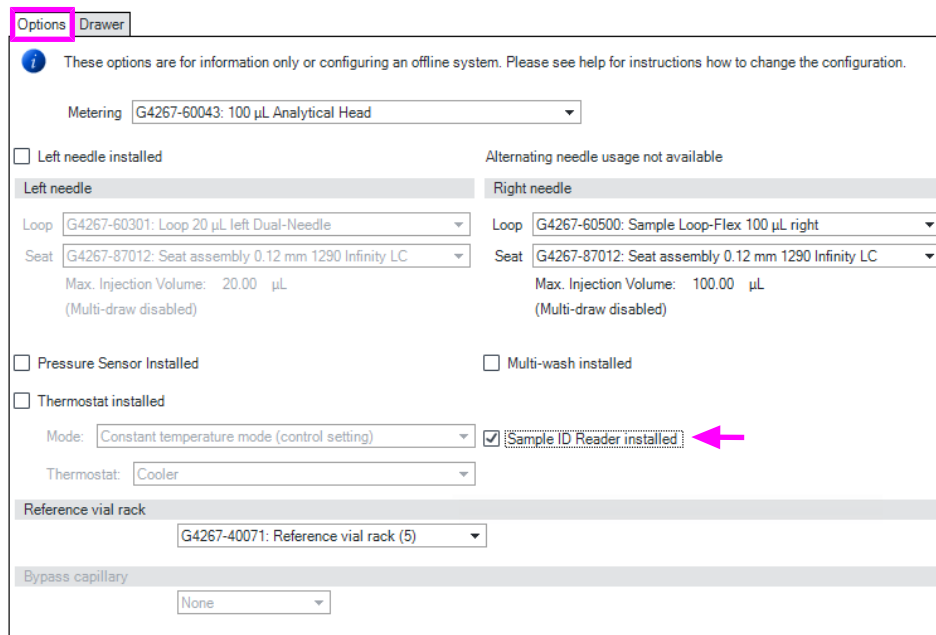 Options Drawer
i These options are for information only or configuring an offline system. Please see help for instructions how to change the configuration.
Metering G4267-60043: 100 µL Analytical Head
Left needle installed Alternating needle usage not available
Left needle Right needle
Loop G4267-60301: Loop 20 µL left Dual-Needle Loop G4267-60500: Sample Loop-Flex 100 µL right
Seat G4267-87012: Seat assembly 0.12 mm 1290 Infinity LC Seat G4267-87012: Seat assembly 0.12 mm 1290 Infinity LC
Max. Injection Volume: 20.00 µL Max. Injection Volume: 100.00 µL
(Multi-draw disabled) (Multi-draw disabled)
Pressure Sensor Installed Multi-wash installed
Thermostat installed
Mode: Constant temperature mode (control setting) Sample ID Reader installed
Thermostat: Cooler
Reference vial rack
G4267-40071: Reference vial rack (5)
Bypass capillary
None